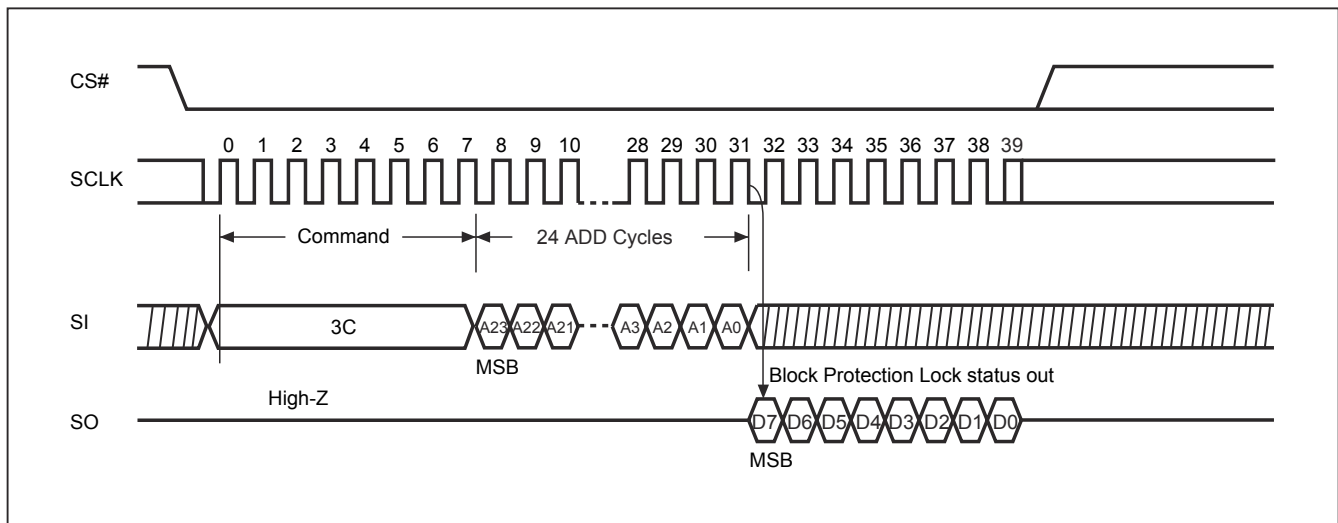 CS#
0 1 2 3 4 5 6 7 8 9 10 28 29 30 31 32 33 34 35 36 37 38 39
SCLK
Command 24 ADD Cycles
SI 3C A23 A22 A21 A3 A2 A1 A0
MSB
Block Protection Lock status out
High-Z
SO D7 D6 D5 D4 D3 D2 D1 D0
MSB